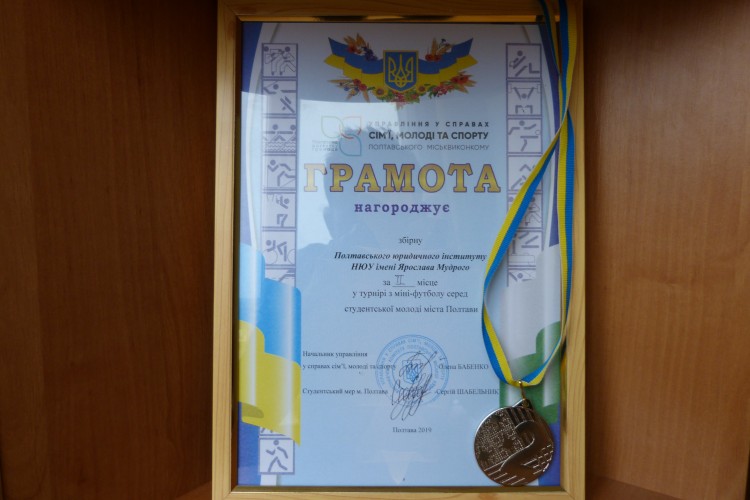 УПРАВЛІННЯ У СПРАВАХ
СІМ'Ї, МОЛОДІ ТА СПОРТУ
ПОЛТАВСЬКОГО МІСЬКВИКОНКОМУ
ГРАМОТА
нагороджує
збірну
Полтавського юридичного інституту
НЮУ імені Ярослава Мудрого
за II місце
у турнірі з міні-футболу серед
студентської молоді міста Полтави
Начальник управління
у справах сім'ї, молоді та спорту Олена БАБЕНКО
Студентський мер м. Полтава Сергій ШАБЕЛЬНИК
Полтава 2019